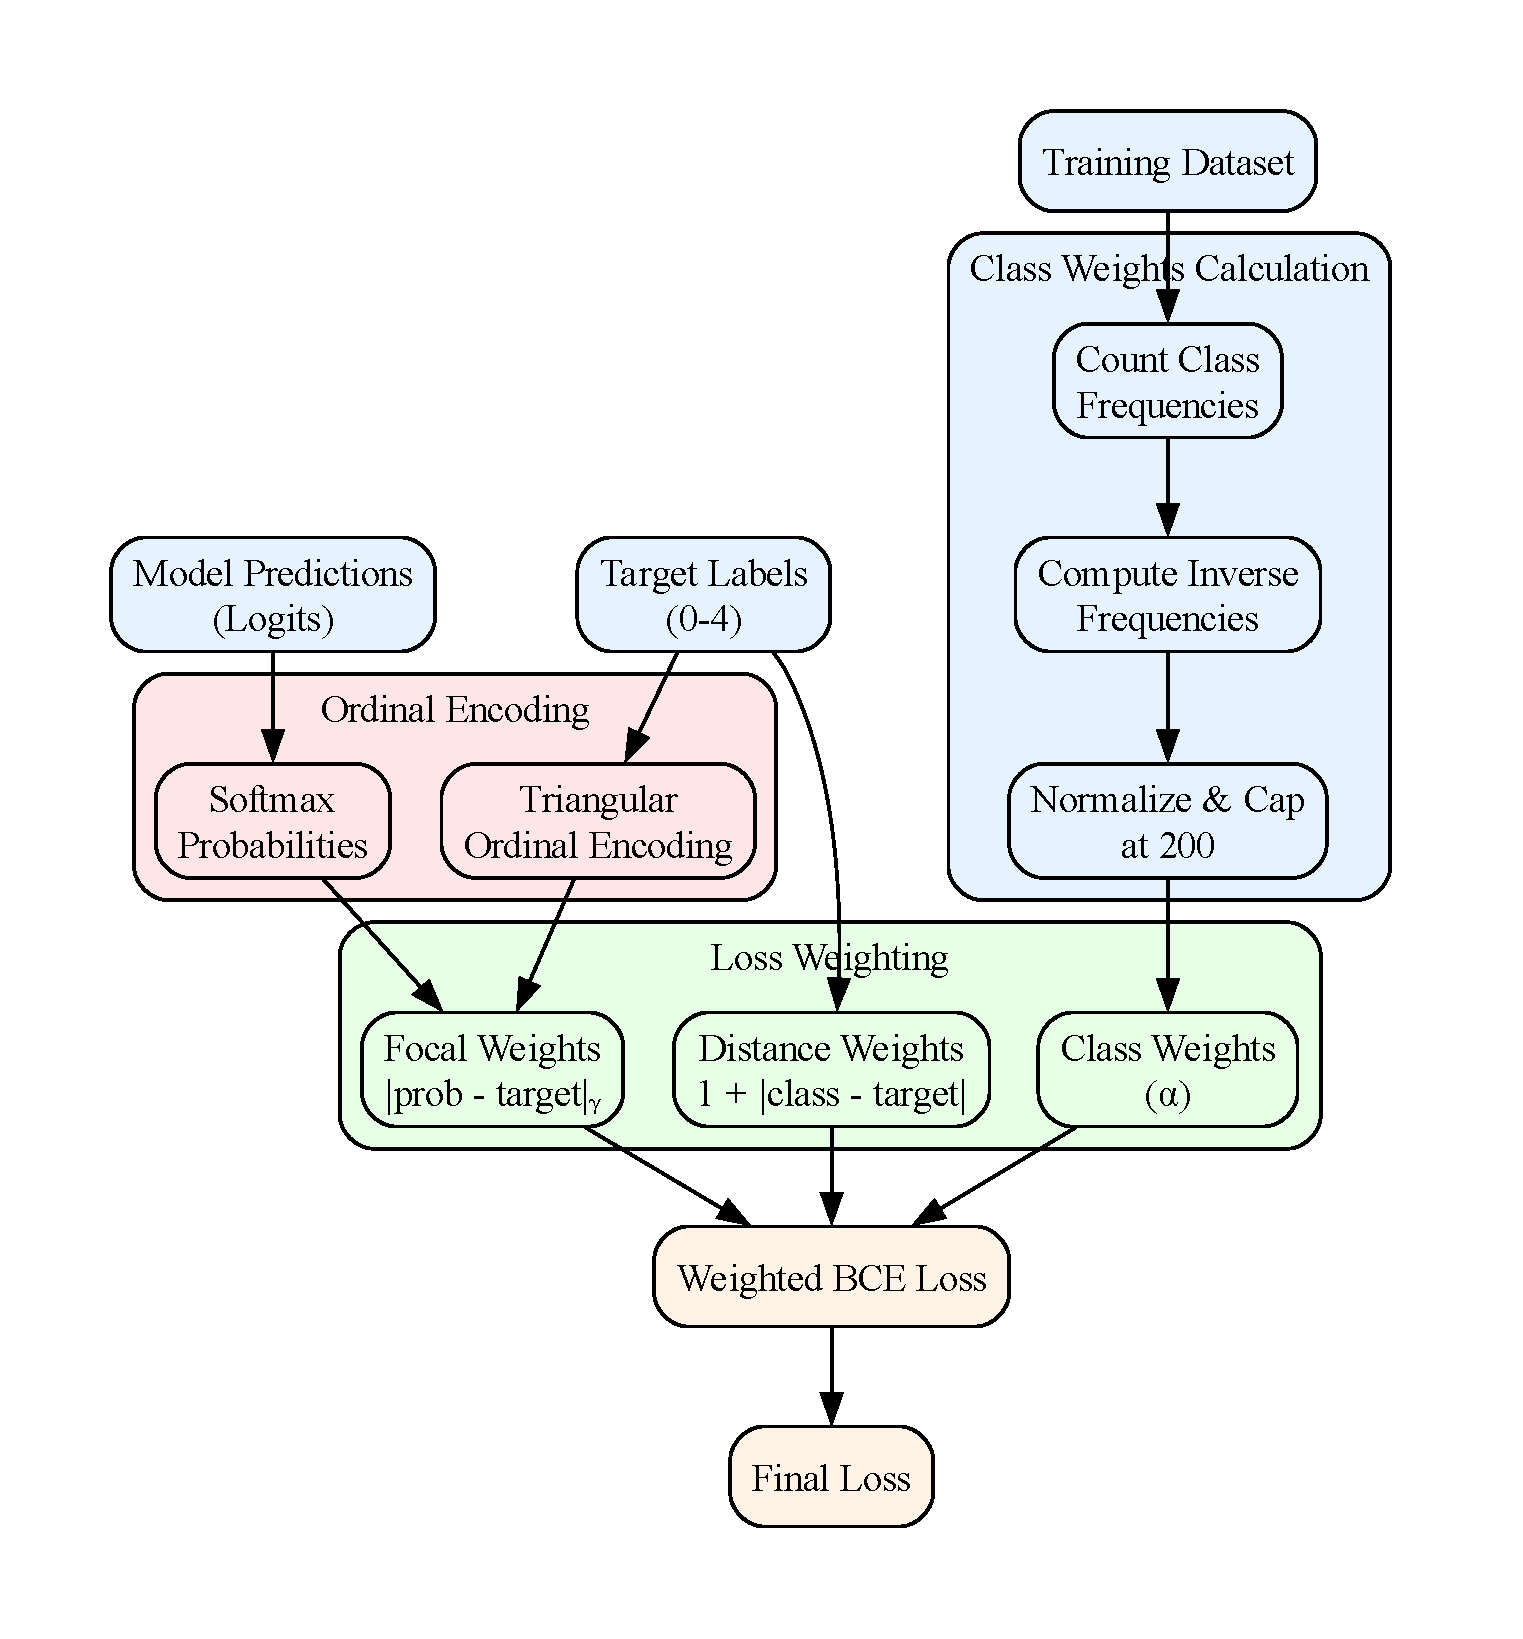 Training Dataset
Class Weights Calculation
Count Class
Frequencies
Compute Inverse
Frequencies
Normalize & Cap
at 200
Model Predictions
(Logits)
Target Labels
(0-4)
Ordinal Encoding
Softmax
Probabilities
Triangular
Ordinal Encoding
Loss Weighting
Focal Weights
|prob - target|ᵧ
Distance Weights
1 + |class - target|
Class Weights
(α)
Weighted BCE Loss
Final Loss